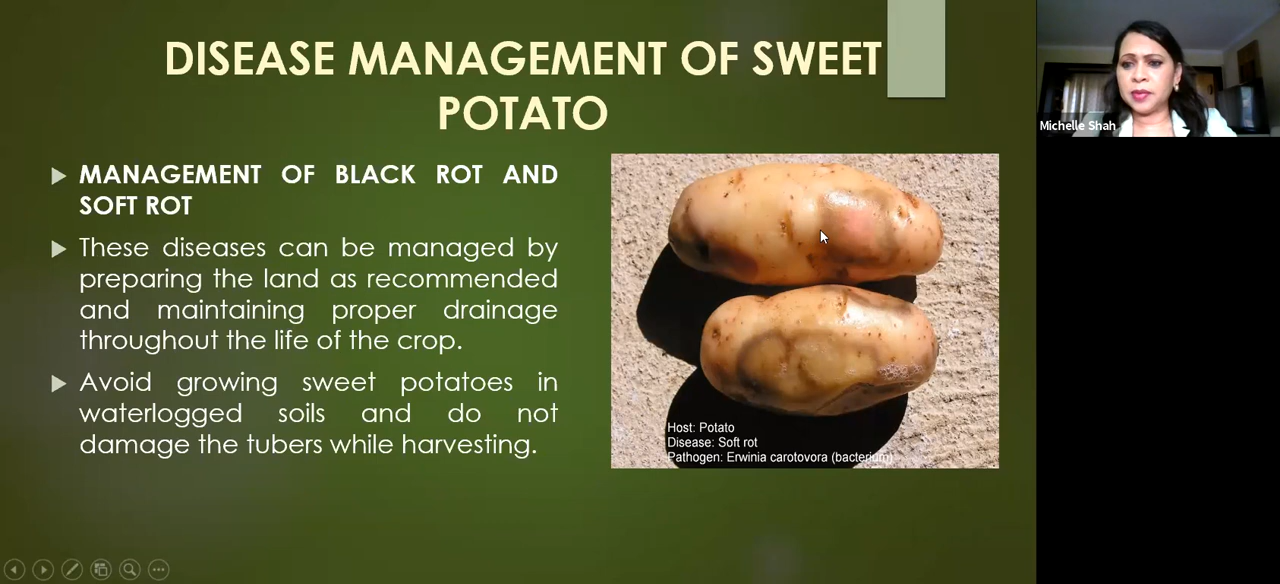 DISEASE MANAGEMENT OF SWEET
POTATO
MANAGEMENT OF BLACK ROT AND
SOFT ROT
These diseases can be managed by
preparing the land as recommended
and maintaining proper drainage
throughout the life of the crop.
Avoid growing sweet potatoes in
waterlogged soils and do not
damage the tubers while harvesting.
Host: Potato
Disease: Soft rot
Pathogen: Erwinia carotovora (bacterium)
Michelle Shah